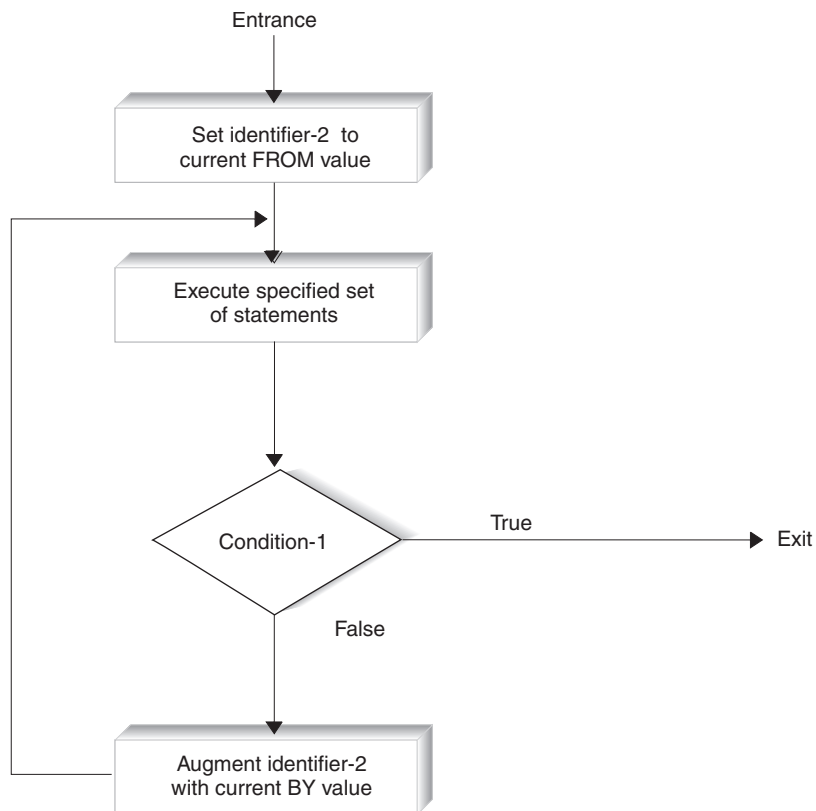 Entrance
Set identifier-2 to
current FROM value
Execute specified set
of statements
Condition-1
True
Exit
False
Augment identifier-2
with current BY value